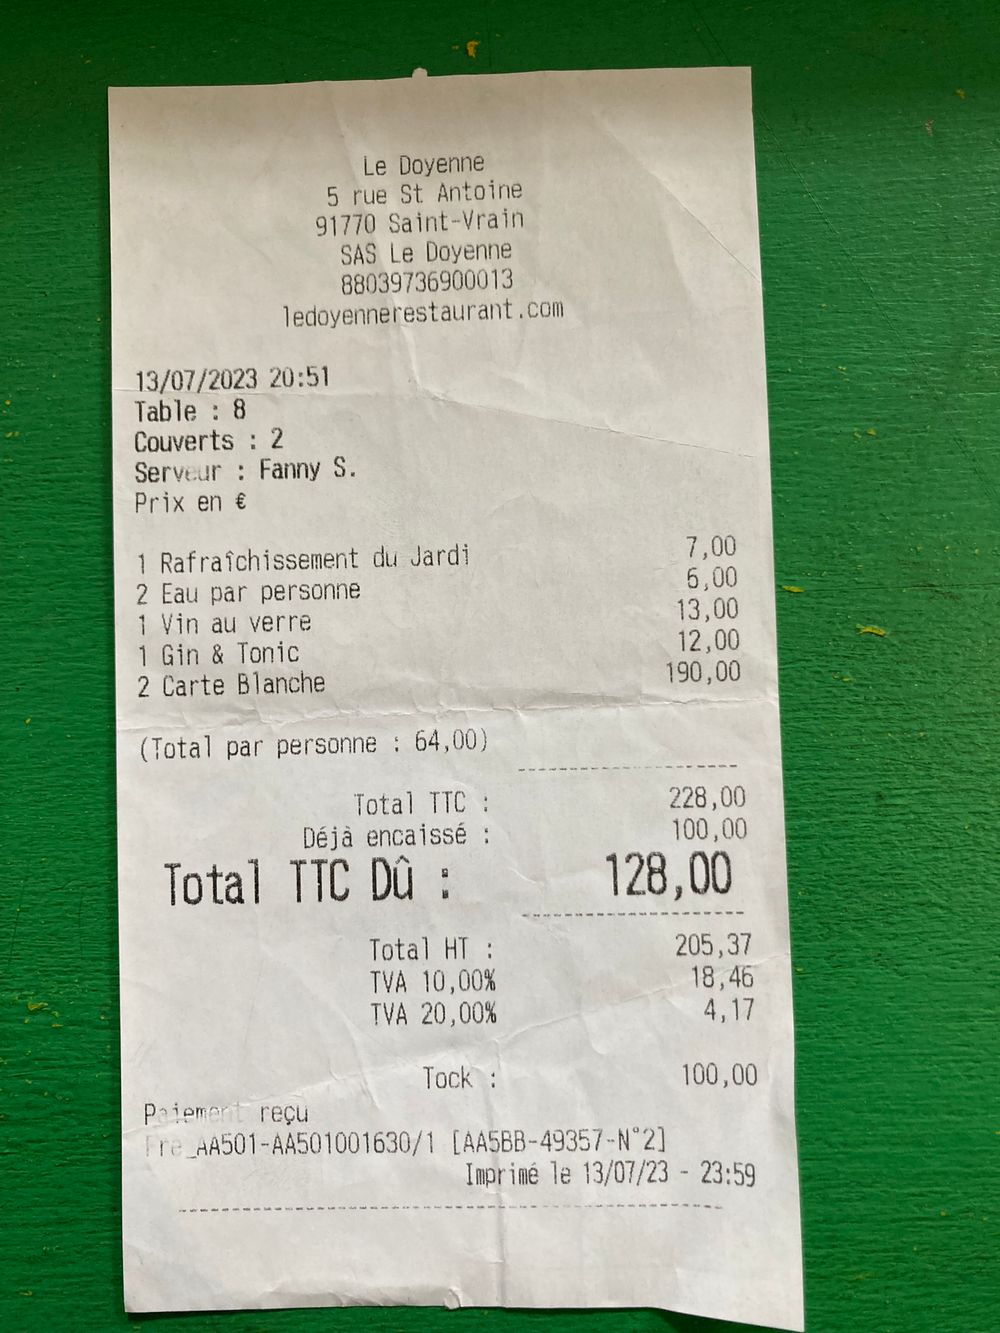 Le Doyenne
5 rue St Antoine
91770 Saint-Vrain
SAS Le Doyenne
88039736900013
ledoyennerestaurant.com
13/07/2023 20:51
Table : 8
Couverts : 2
Serveur : Fanny S.
Prix en €
1 Rafraîchissement du Jardi 7,00
2 Eau par personne 6,00
1 Vin au verre 13,00
1 Gin & Tonic 12,00
2 Carte Blanche 190,00
(Total par personne : 64,00)
Total TTC : 228,00
Déjà encaissé : 100,00
Total TTC Dû : 128,00
Total HT : 205,37
TVA 10,00% 18,46
TVA 20,00% 4,17
Tock : 100,00
Paiement reçu
Pre_AA501-AA501001630/1 [AA5BB-49357-N°2]
Imprimé le 13/07/23 - 23:59